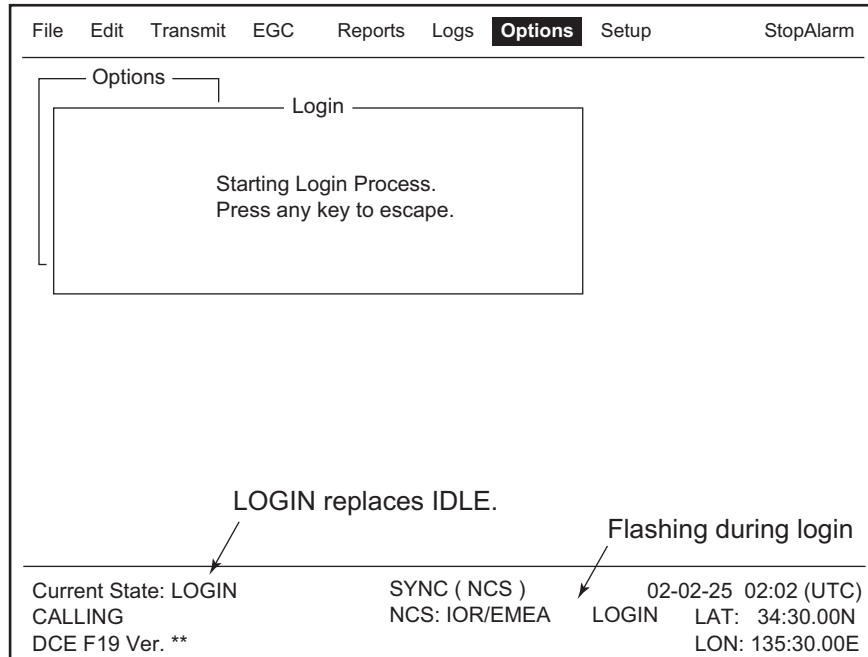 File Edit Transmit EGC Reports Logs Options Setup StopAlarm
Options
Login
Starting Login Process.
Press any key to escape.
LOGIN replaces IDLE.
Flashing during login
Current State: LOGIN SYNC ( NCS ) 02-02-25 02:02 (UTC)
CALLING NCS: IOR/EMEA LOGIN LAT: 34:30.00N
DCE F19 Ver. ** LON: 135:30.00E